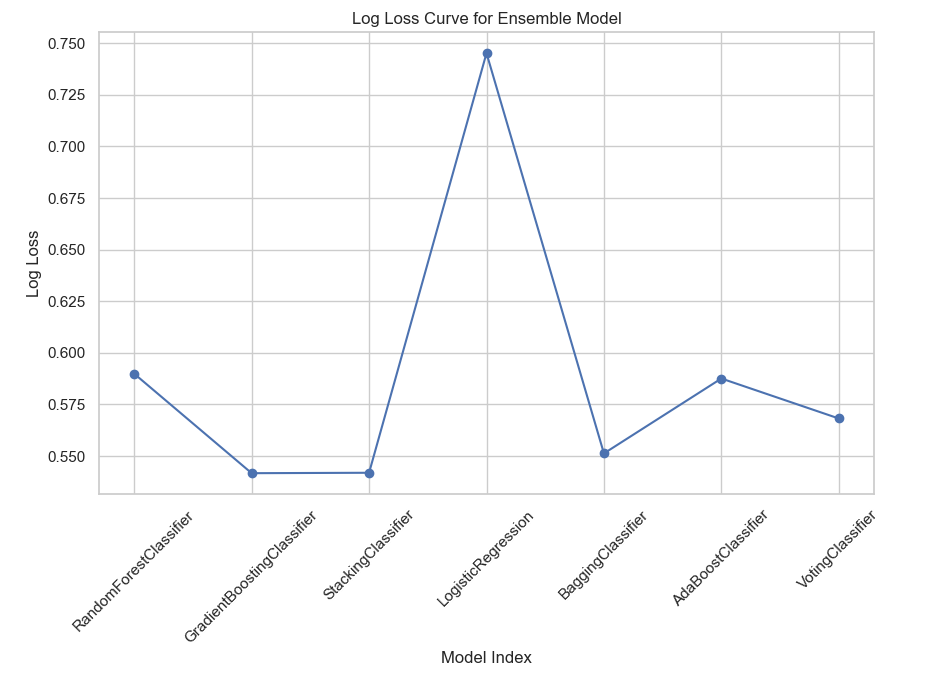 Log Loss Curve for Ensemble Model
0.750
0.725
0.700
0.675
0.650
0.625
0.600
0.575
0.550
Log Loss
RandomForestClassifier
GradientBoostingClassifier
StackingClassifier
LogisticRegression
BaggingClassifier
AdaBoostClassifier
VotingClassifier
Model Index